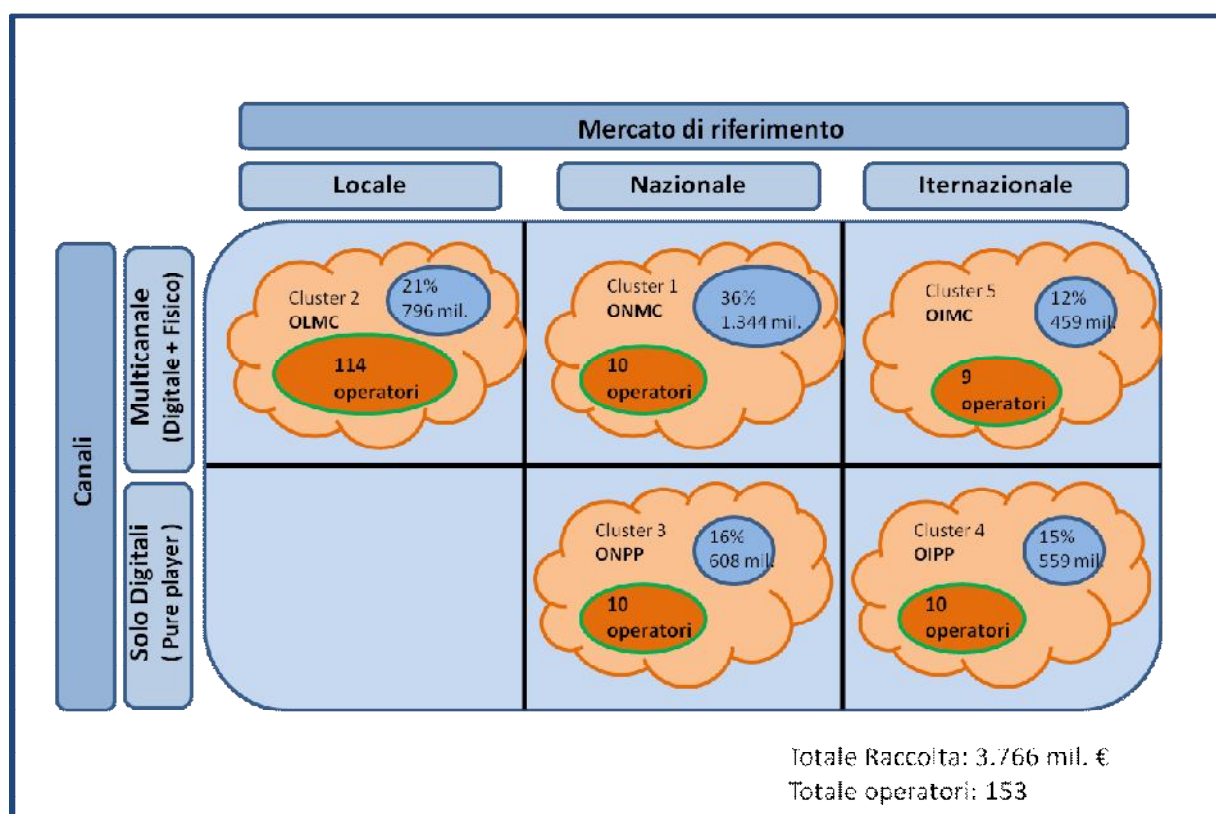 Mercato di riferimento
Locale
Nazionale
Iternazionale
Canali
Multicanale
(Digitale + Fisico)
Cluster 2
OLMC
21%
796 mil.
114
operatori
Cluster 1
ONMC
36%
1.344 mil.
10
operatori
Cluster 5
OIMC
12%
459 mil.
9
operatori
Solo Digitali
( Pure player )
Cluster 3
ONPP
16%
608 mil.
10
operatori
Cluster 4
OIPP
15%
559 mil.
10
operatori
Totale Raccolta: 3.766 mil. €
Totale operatori: 153